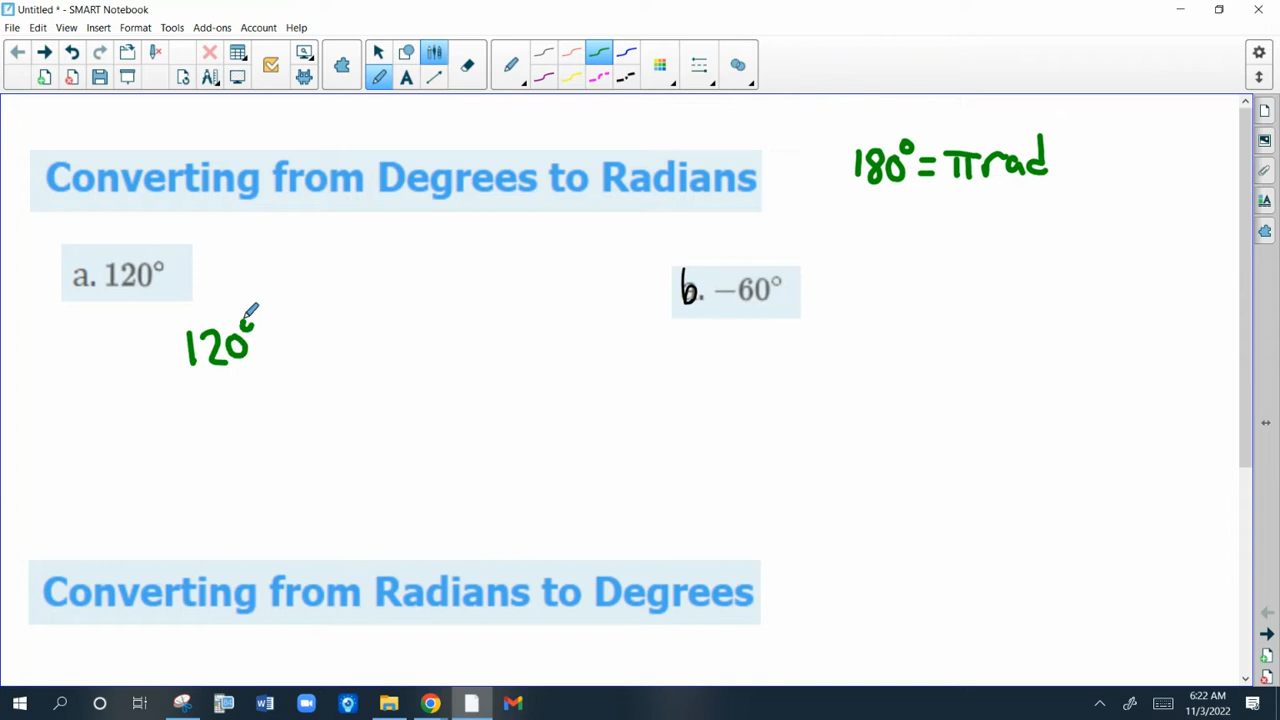 Untitled * - SMART Notebook
File Edit View Insert Format Tools Add-ons Account Help
Converting from Degrees to Radians
180° = π rad
a. 120°
b. −60°
120°
Converting from Radians to Degrees
6:22 AM
11/3/2022